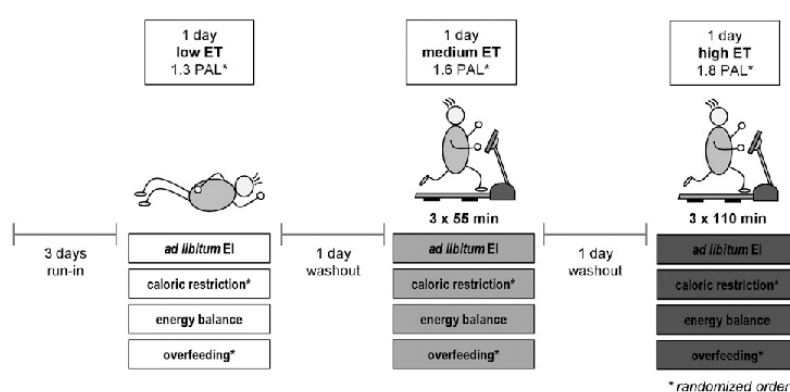 1 day
low ET
1.3 PAL*
1 day
medium ET
1.6 PAL*
1 day
high ET
1.8 PAL*
3 x 55 min
3 x 110 min
3 days
run-in
ad libitum EI
caloric restriction*
energy balance
overfeeding*
1 day
washout
ad libitum EI
caloric restriction*
energy balance
overfeeding*
1 day
washout
ad libitum EI
caloric restriction*
energy balance
overfeeding*
* randomized order